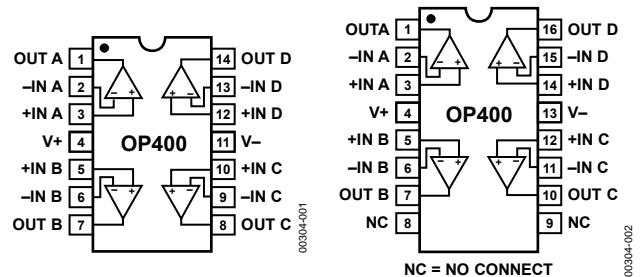 OUT A 1 14 OUT D
–IN A 2 – + + – 13 –IN D
+IN A 3 12 +IN D
V+ 4 OP400 11 V–
+IN B 5 10 +IN C
–IN B 6 – + + – 9 –IN C
OUT B 7 8 OUT C
00304-001
OUTA 1 16 OUT D
–IN A 2 – + + – 15 –IN D
+IN A 3 14 +IN D
V+ 4 OP400 13 V–
+IN B 5 12 +IN C
–IN B 6 – + + – 11 –IN C
OUT B 7 10 OUT C
NC 8 9 NC
NC = NO CONNECT
00304-002